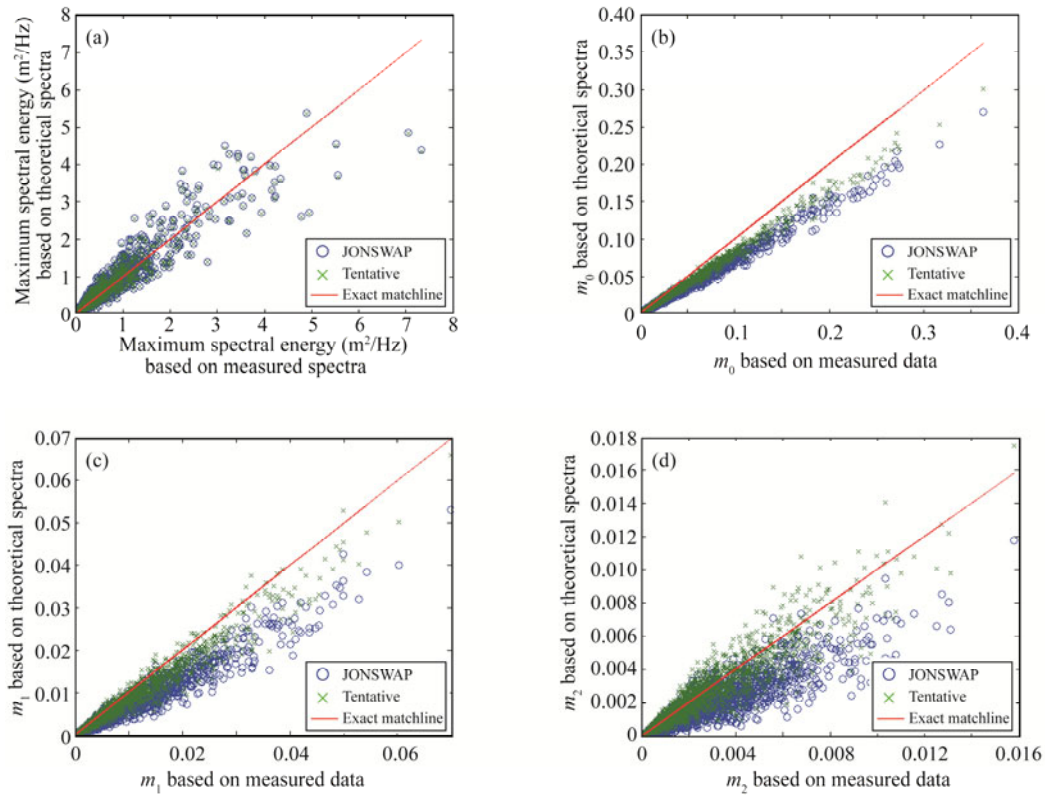 (a)
Maximum spectral energy (m²/Hz)
based on theoretical spectra
8
7
6
5
4
3
2
1
0
JONSWAP
Tentative
Exact matchline
0 1 2 3 4 5 6 7 8
Maximum spectral energy (m²/Hz)
based on measured spectra
(b)
m₀ based on theoretical spectra
0.40
0.35
0.30
0.25
0.20
0.15
0.10
0.05
0
JONSWAP
Tentative
Exact matchline
0 0.1 0.2 0.3 0.4
m₀ based on measured data
(c)
m₁ based on theoretical spectra
0.07
0.06
0.05
0.04
0.03
0.02
0.01
0
JONSWAP
Tentative
Exact matchline
0 0.02 0.04 0.06
m₁ based on measured data
(d)
m₂ based on theoretical spectra
0.018
0.016
0.014
0.012
0.010
0.008
0.006
0.004
0.002
0
JONSWAP
Tentative
Exact matchline
0 0.004 0.008 0.012 0.016
m₂ based on measured data